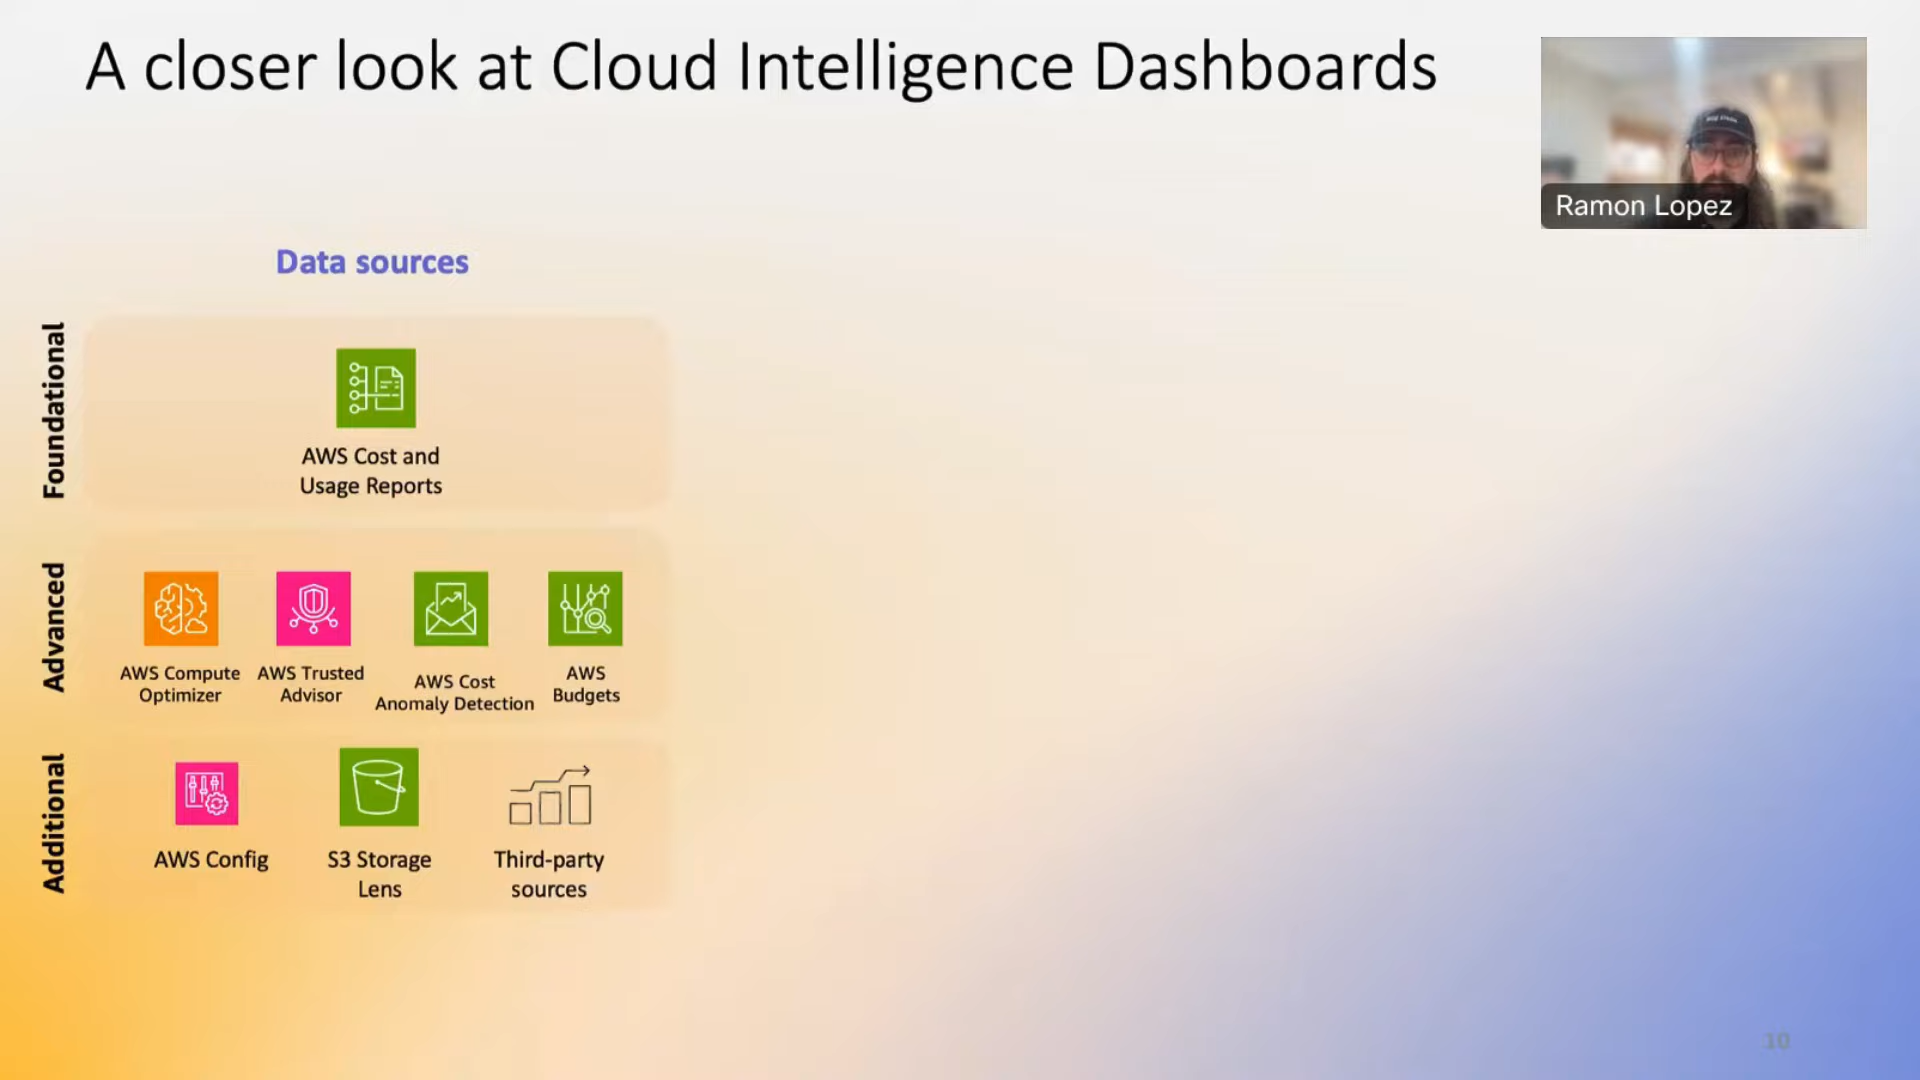 A closer look at Cloud Intelligence Dashboards
Ramon Lopez
Data sources
Foundational
AWS Cost and
Usage Reports
Advanced
AWS Compute
Optimizer
AWS Trusted
Advisor
AWS Cost
Anomaly Detection
AWS
Budgets
Additional
AWS Config
S3 Storage
Lens
Third-party
sources
10